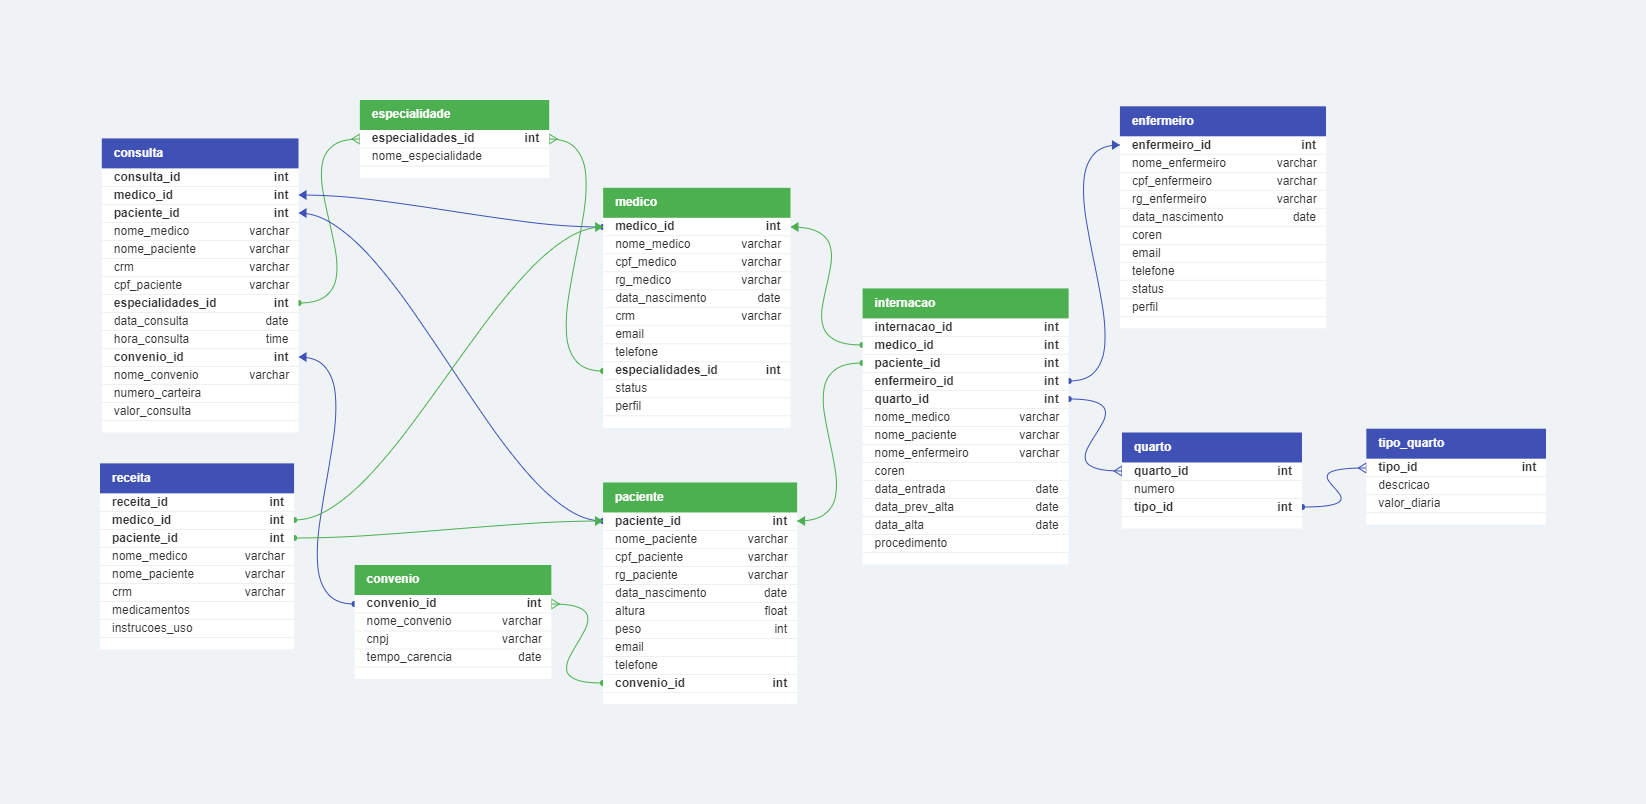 especialidade
especialidades_id int
nome_especialidade
consulta
consulta_id int
medico_id int
paciente_id int
nome_medico varchar
nome_paciente varchar
crm varchar
cpf_paciente varchar
especialidades_id int
data_consulta date
hora_consulta time
convenio_id int
nome_convenio varchar
numero_carteira
valor_consulta
receita
receita_id int
medico_id int
paciente_id int
nome_medico varchar
nome_paciente varchar
crm varchar
medicamentos
instrucoes_uso
convenio
convenio_id int
nome_convenio varchar
cnpj varchar
tempo_carencia date
medico
medico_id int
nome_medico varchar
cpf_medico varchar
rg_medico varchar
data_nascimento date
crm varchar
email
telefone
especialidades_id int
status
perfil
paciente
paciente_id int
nome_paciente varchar
cpf_paciente varchar
rg_paciente varchar
data_nascimento date
altura float
peso int
email
telefone
convenio_id int
internacao
internacao_id int
medico_id int
paciente_id int
enfermeiro_id int
quarto_id int
nome_medico varchar
nome_paciente varchar
nome_enfermeiro varchar
coren
data_entrada date
data_prev_alta date
data_alta date
procedimento
enfermeiro
enfermeiro_id int
nome_enfermeiro varchar
cpf_enfermeiro varchar
rg_enfermeiro varchar
data_nascimento date
coren
email
telefone
status
perfil
quarto
quarto_id int
numero
tipo_id int
tipo_quarto
tipo_id int
descricao
valor_diaria